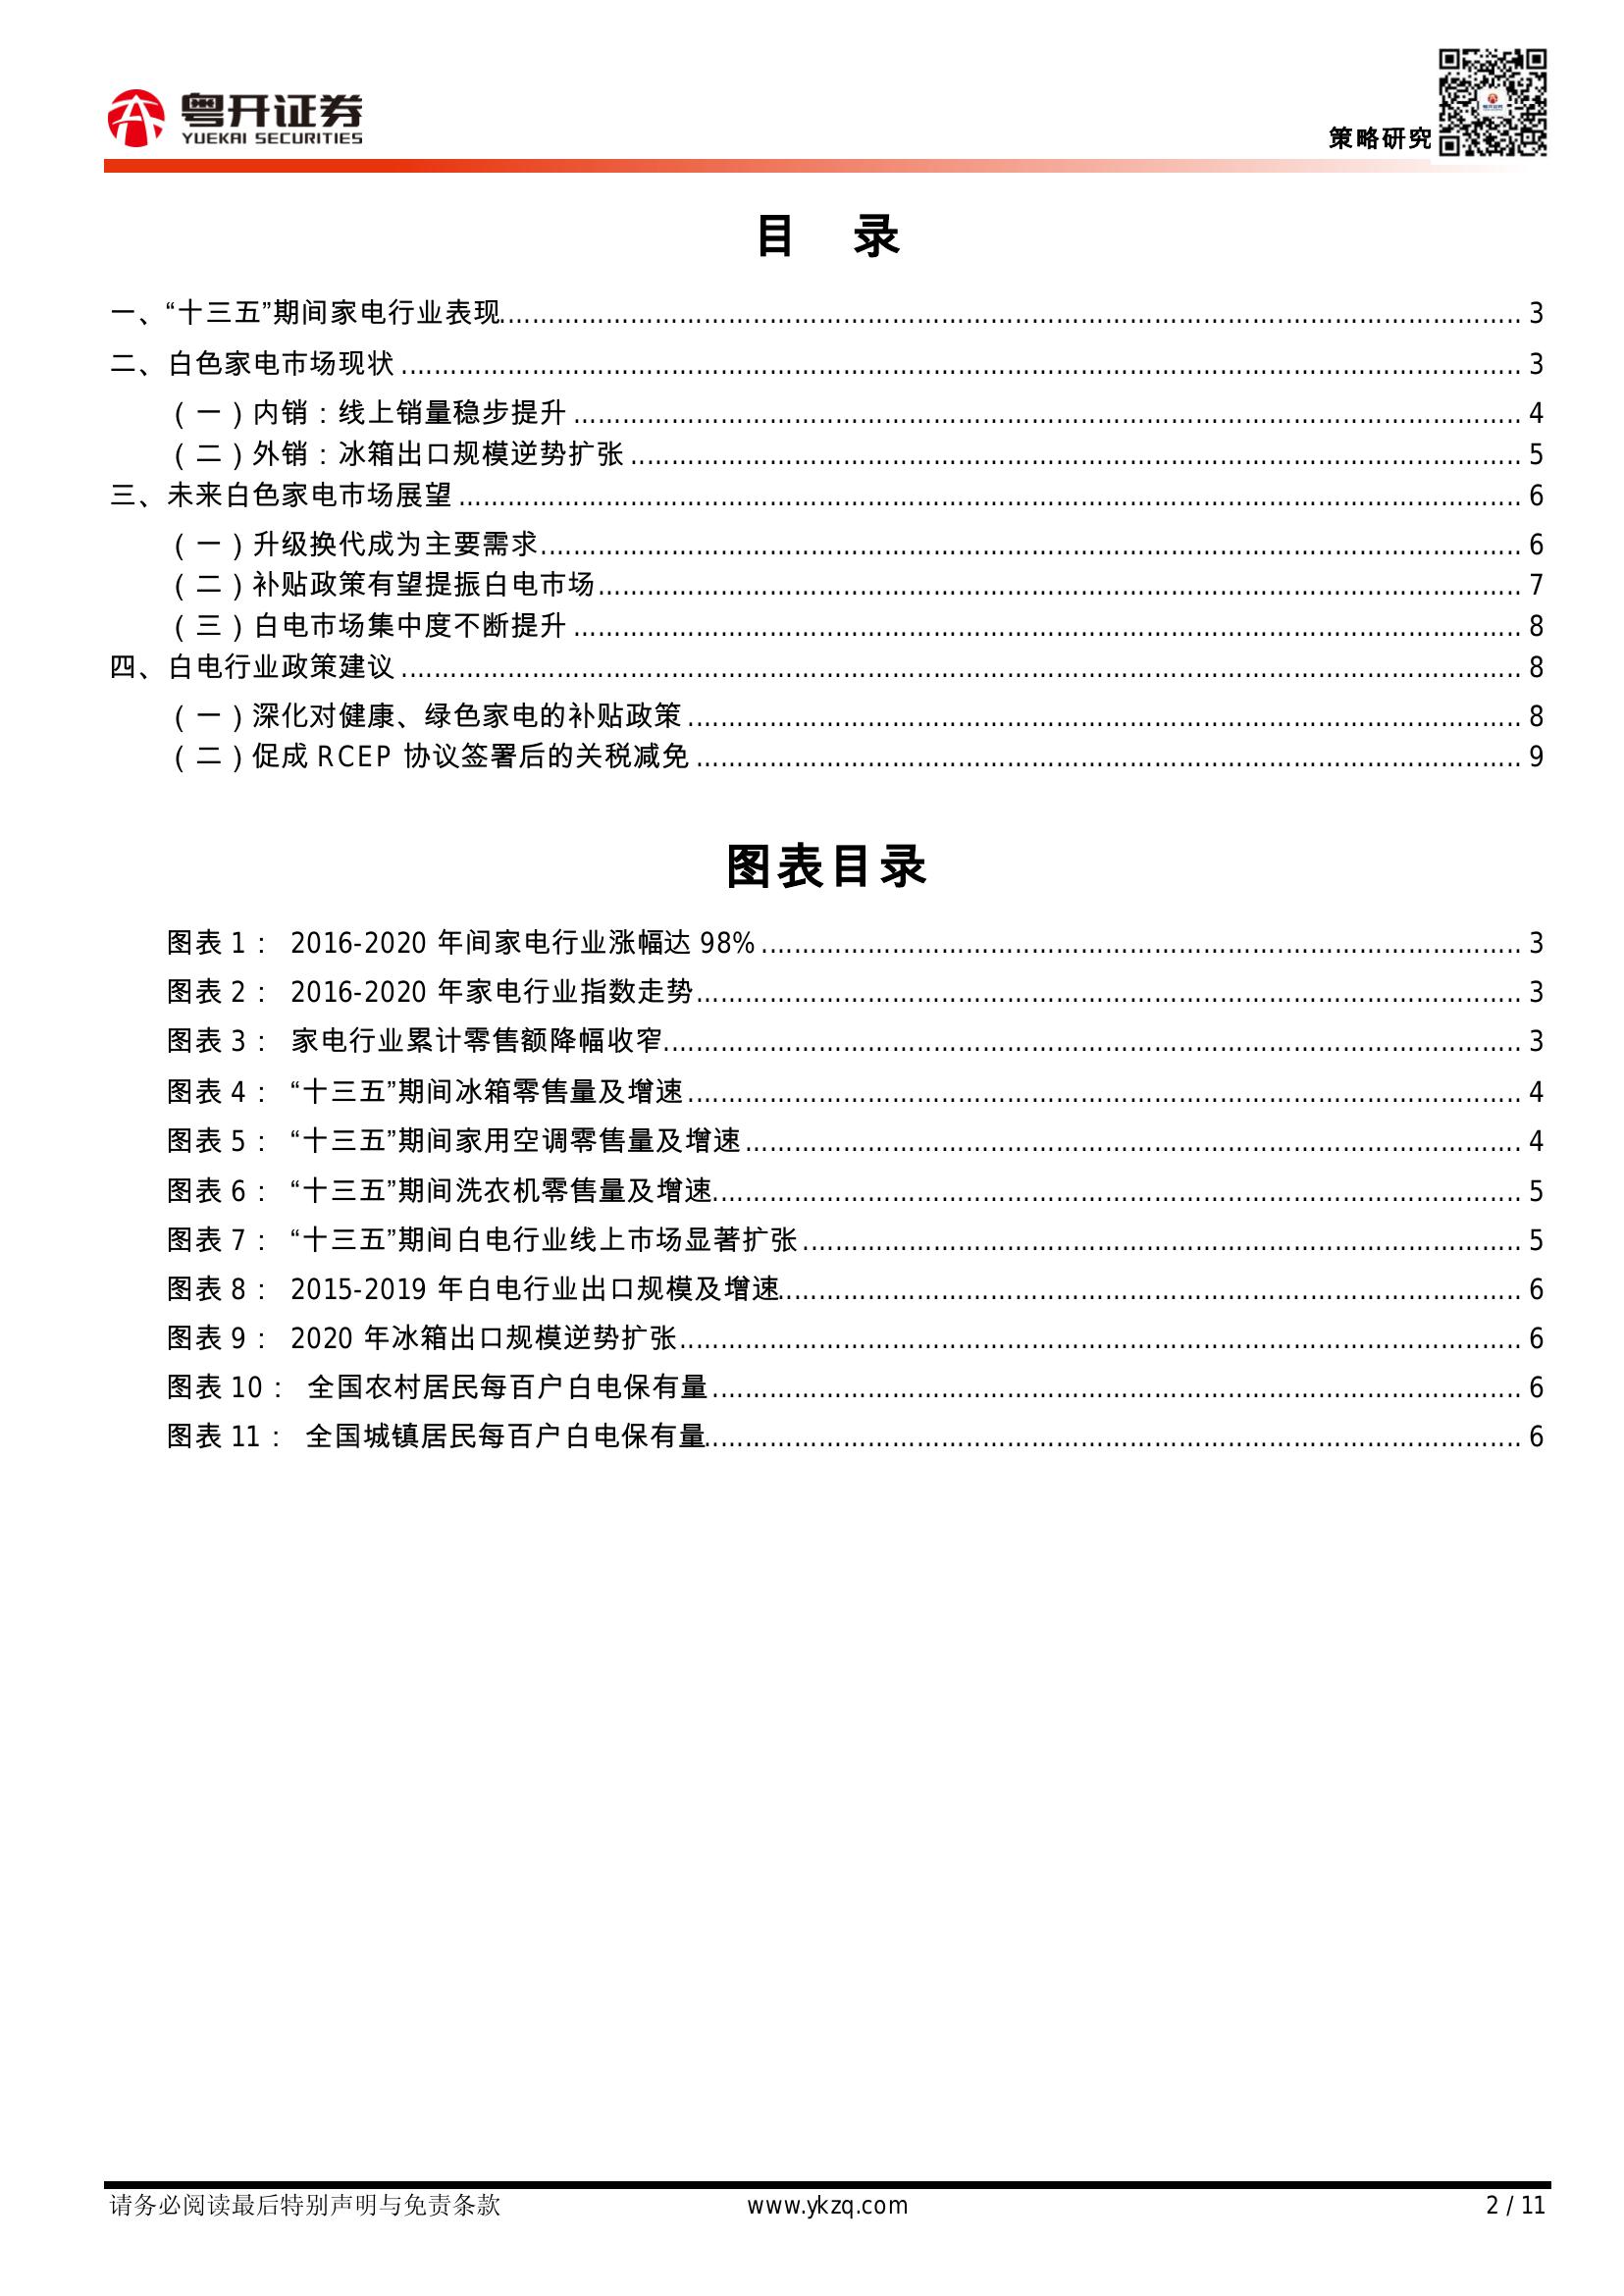 粤开证券
YUEKAI SECURITIES
策略研究
目 录
一、“十三五”期间家电行业表现 3
二、白色家电市场现状 3
(一)内销:线上销量稳步提升 4
(二)外销:冰箱出口规模逆势扩张 5
三、未来白色家电市场展望 6
(一)升级换代成为主要需求 6
(二)补贴政策有望提振白电市场 7
(三)白电市场集中度不断提升 8
四、白电行业政策建议 8
(一)深化对健康、绿色家电的补贴政策 8
(二)促成 RCEP 协议签署后的关税减免 9
图表目录
图表 1: 2016-2020 年间家电行业涨幅达 98% 3
图表 2: 2016-2020 年家电行业指数走势 3
图表 3: 家电行业累计零售额降幅收窄 3
图表 4: “十三五”期间冰箱零售量及增速 4
图表 5: “十三五”期间家用空调零售量及增速 4
图表 6: “十三五”期间洗衣机零售量及增速 5
图表 7: “十三五”期间白电行业线上市场显著扩张 5
图表 8: 2015-2019 年白电行业出口规模及增速 6
图表 9: 2020 年冰箱出口规模逆势扩张 6
图表 10: 全国农村居民每百户白电保有量 6
图表 11: 全国城镇居民每百户白电保有量 6
请务必阅读最后特别声明与免责条款 www.ykzq.com 2 / 11